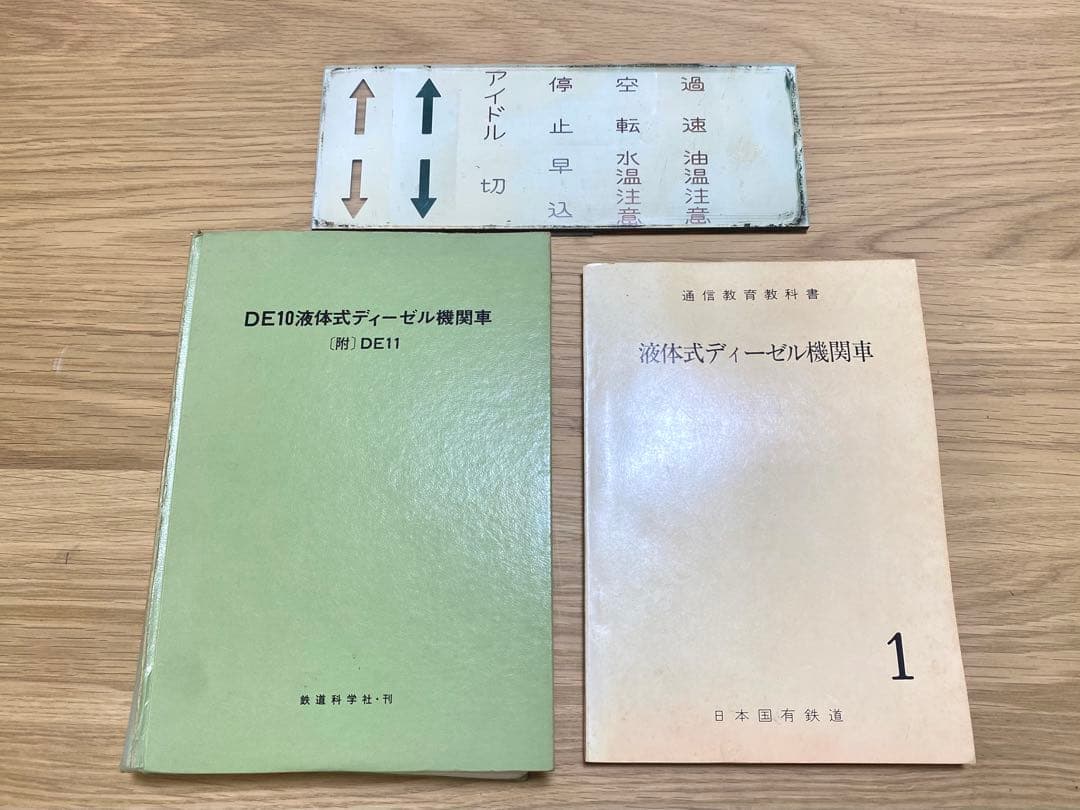 アイドル
切
停止
早込
空転
水温注意
過速
油温注意
DE10液体式ディーゼル機関車
〔附〕DE11
鉄道科学社・刊
通信教育教科書
液体式ディーゼル機関車
1
日本国有鉄道